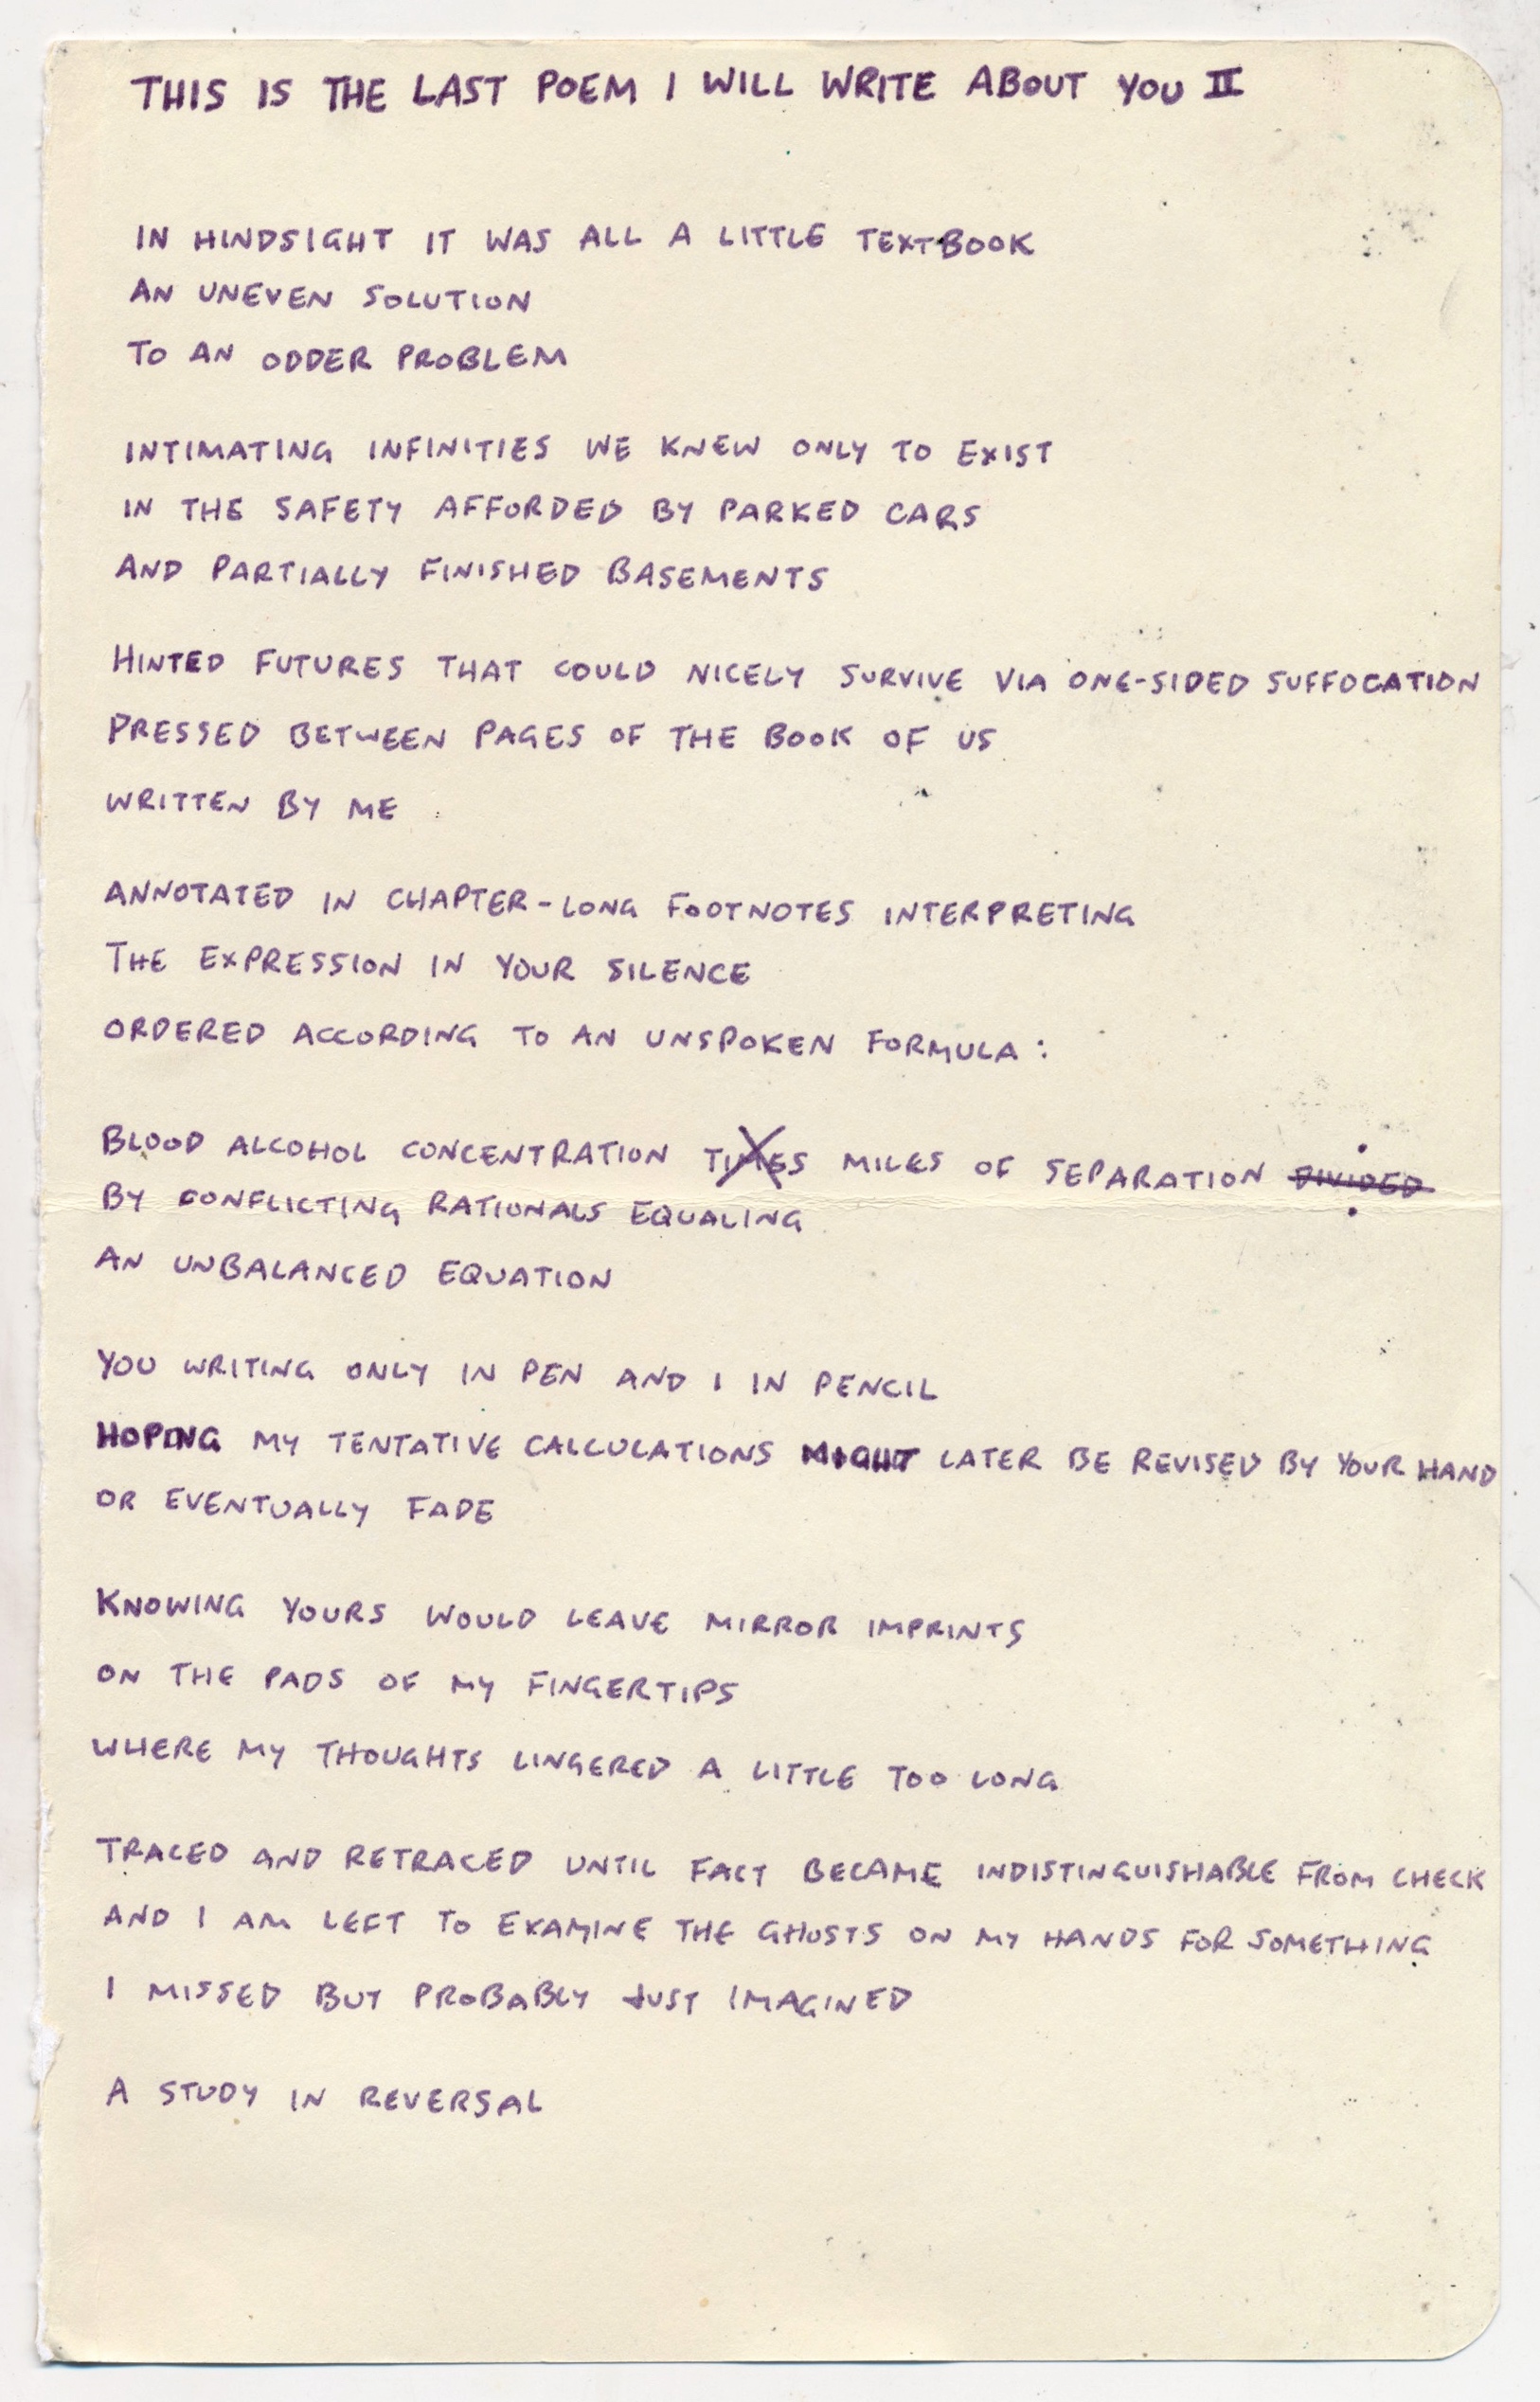 THIS IS THE LAST POEM I WILL WRITE ABOUT YOU II
IN HINDSIGHT IT WAS ALL A LITTLE TEXTBOOK
AN UNEVEN SOLUTION
TO AN ODDER PROBLEM
INTIMATING INFINITIES WE KNEW ONLY TO EXIST
IN THE SAFETY AFFORDED BY PARKED CARS
AND PARTIALLY FINISHED BASEMENTS
HINTED FUTURES THAT COULD NICELY SURVIVE VIA ONE-SIDED SUFFOCATION
PRESSED BETWEEN PAGES OF THE BOOK OF US
WRITTEN BY ME
ANNOTATED IN CHAPTER-LONG FOOTNOTES INTERPRETING
THE EXPRESSION IN YOUR SILENCE
ORDERED ACCORDING TO AN UNSPOKEN FORMULA:
BLOOD ALCOHOL CONCENTRATION TIMES MILES OF SEPARATION DIVIDED
BY CONFLICTING RATIONALS EQUALING
AN UNBALANCED EQUATION
YOU WRITING ONLY IN PEN AND I IN PENCIL
HOPING MY TENTATIVE CALCULATIONS MIGHT LATER BE REVISED BY YOUR HAND
OR EVENTUALLY FADE
KNOWING YOURS WOULD LEAVE MIRROR IMPRINTS
ON THE PADS OF MY FINGERTIPS
WHERE MY THOUGHTS LINGERED A LITTLE TOO LONG
TRACED AND RETRACED UNTIL FACT BECAME INDISTINGUISHABLE FROM CHECK
AND I AM LEFT TO EXAMINE THE GHOSTS ON MY HANDS FOR SOMETHING
I MISSED BUT PROBABLY JUST IMAGINED
A STUDY IN REVERSAL